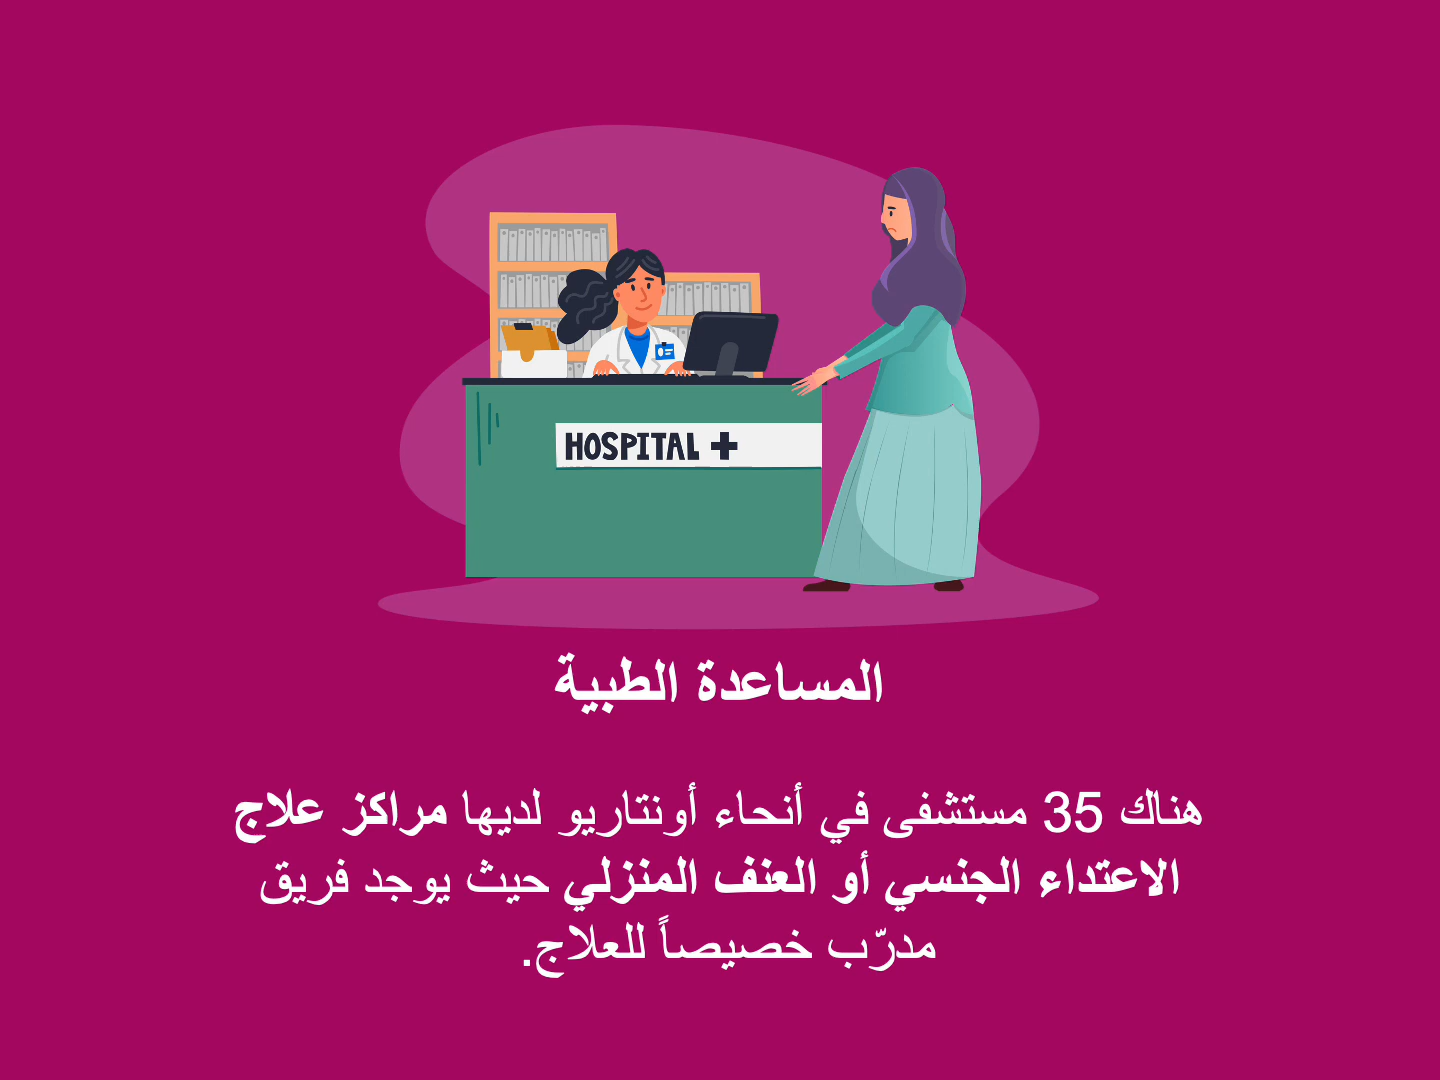 HOSPITAL +
المساعدة الطبية
هناك 35 مستشفى في أنحاء أونتاريو لديها مراكز علاج
الاعتداء الجنسي أو العنف المنزلي حيث يوجد فريق
مدرّب خصيصاً للعلاج.